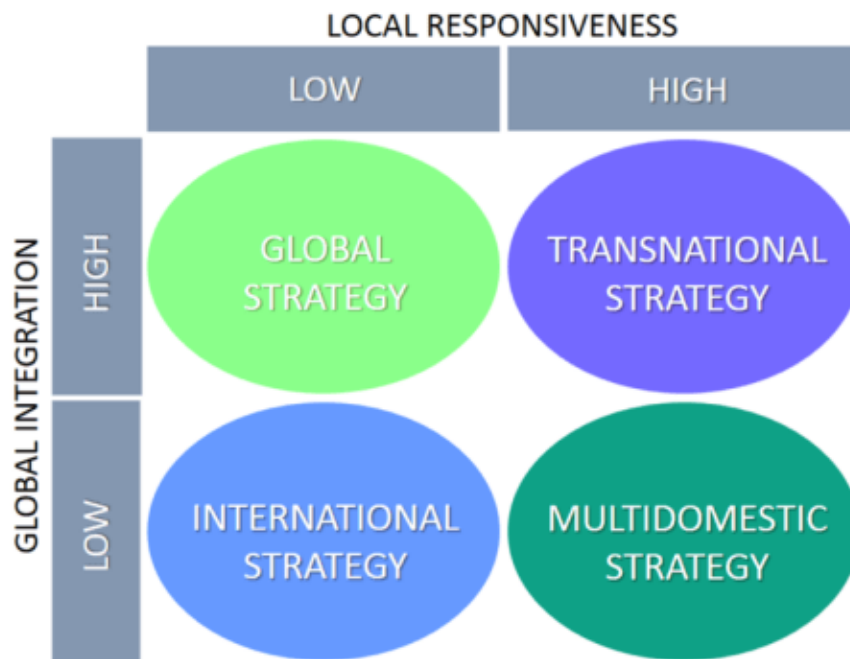 LOCAL RESPONSIVENESS
LOW
HIGH
GLOBAL INTEGRATION
HIGH
GLOBAL
STRATEGY
TRANSNATIONAL
STRATEGY
LOW
INTERNATIONAL
STRATEGY
MULTIDOMESTIC
STRATEGY